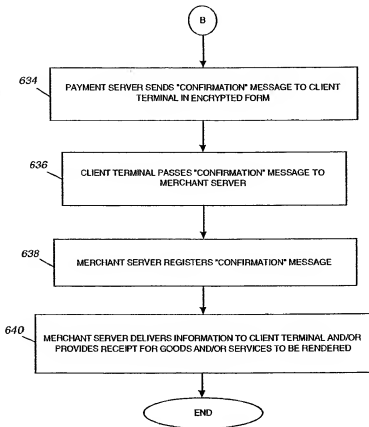 B
634
PAYMENT SERVER SENDS "CONFIRMATION" MESSAGE TO CLIENT
TERMINAL IN ENCRYPTED FORM
636
CLIENT TERMINAL PASSES "CONFIRMATION" MESSAGE TO
MERCHANT SERVER
638
MERCHANT SERVER REGISTERS "CONFIRMATION" MESSAGE
640
MERCHANT SERVER DELIVERS INFORMATION TO CLIENT TERMINAL AND/OR
PROVIDES RECEIPT FOR GOODS AND/OR SERVICES TO BE RENDERED
END